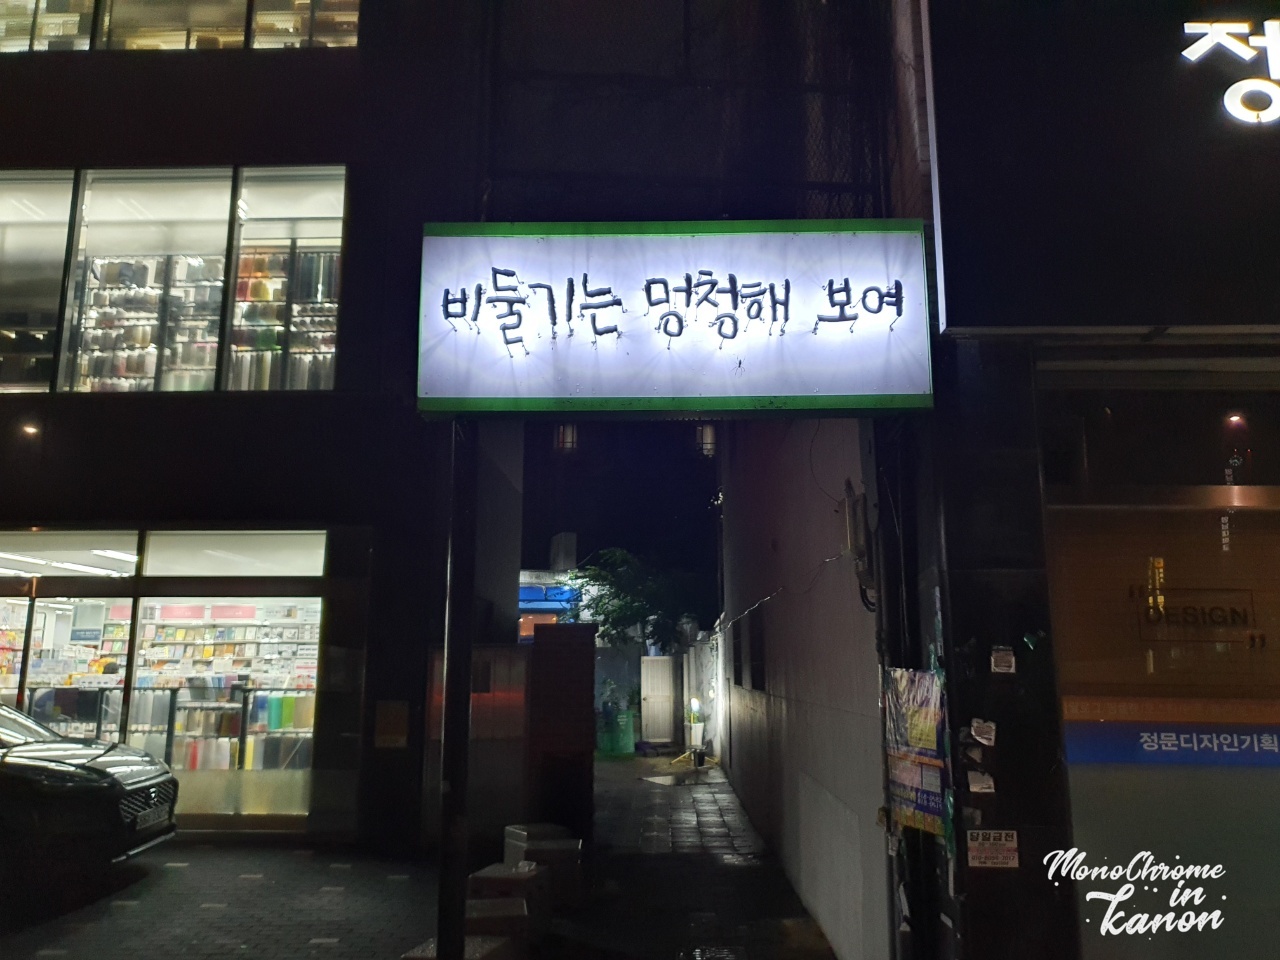 정
비둘기는 멍청해 보여
DESIGN
정문디자인기획
당일급전
MonoChrome
in
kanon